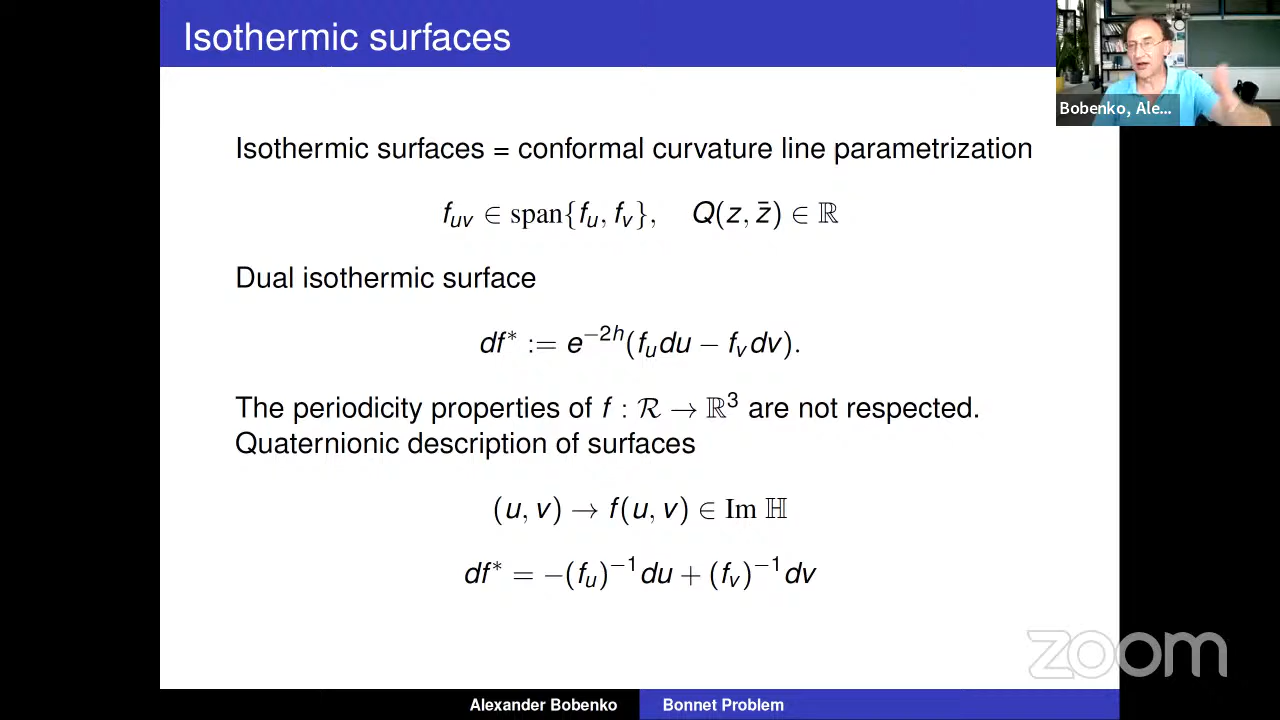 Isothermic surfaces
Bobenko, Ale...
Isothermic surfaces = conformal curvature line parametrization
f_{uv} ∈ span{f_u, f_v},   Q(z, z̄) ∈ ℝ
Dual isothermic surface
df* := e^{−2h}(f_u du − f_v dv).
The periodicity properties of f : ℛ → ℝ³ are not respected.
Quaternionic description of surfaces
(u, v) → f(u, v) ∈ Im ℍ
df* = −(f_u)^{−1} du + (f_v)^{−1} dv
zoom
Alexander Bobenko Bonnet Problem